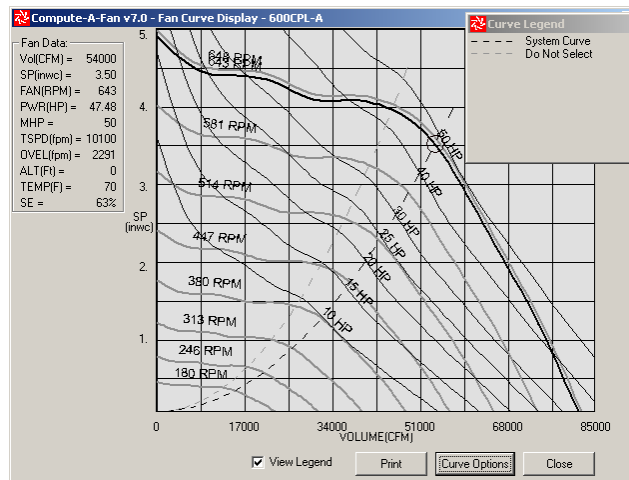 Compute-A-Fan v7.0 - Fan Curve Display - 600CPL-A
Curve Legend
System Curve
Do Not Select
Fan Data:
Vol(CFM) = 54000
SP(inwc) = 3.50
FAN(RPM) = 643
PWR(HP) = 47.48
MHP = 50
TSPD(fpm) = 10100
OVEL(fpm) = 2291
ALT(Ft) = 0
TEMP(F) = 70
SE = 63%
5.
4.
3.
SP
(inwc)
2.
1.
648 RPM
643 RPM
581 RPM
514 RPM
447 RPM
380 RPM
313 RPM
246 RPM
180 RPM
50 HP
40 HP
30 HP
25 HP
20 HP
15 HP
10 HP
0 17000 34000 51000 68000 85000
0
VOLUME(CFM)
View Legend
Print
Curve Options
Close